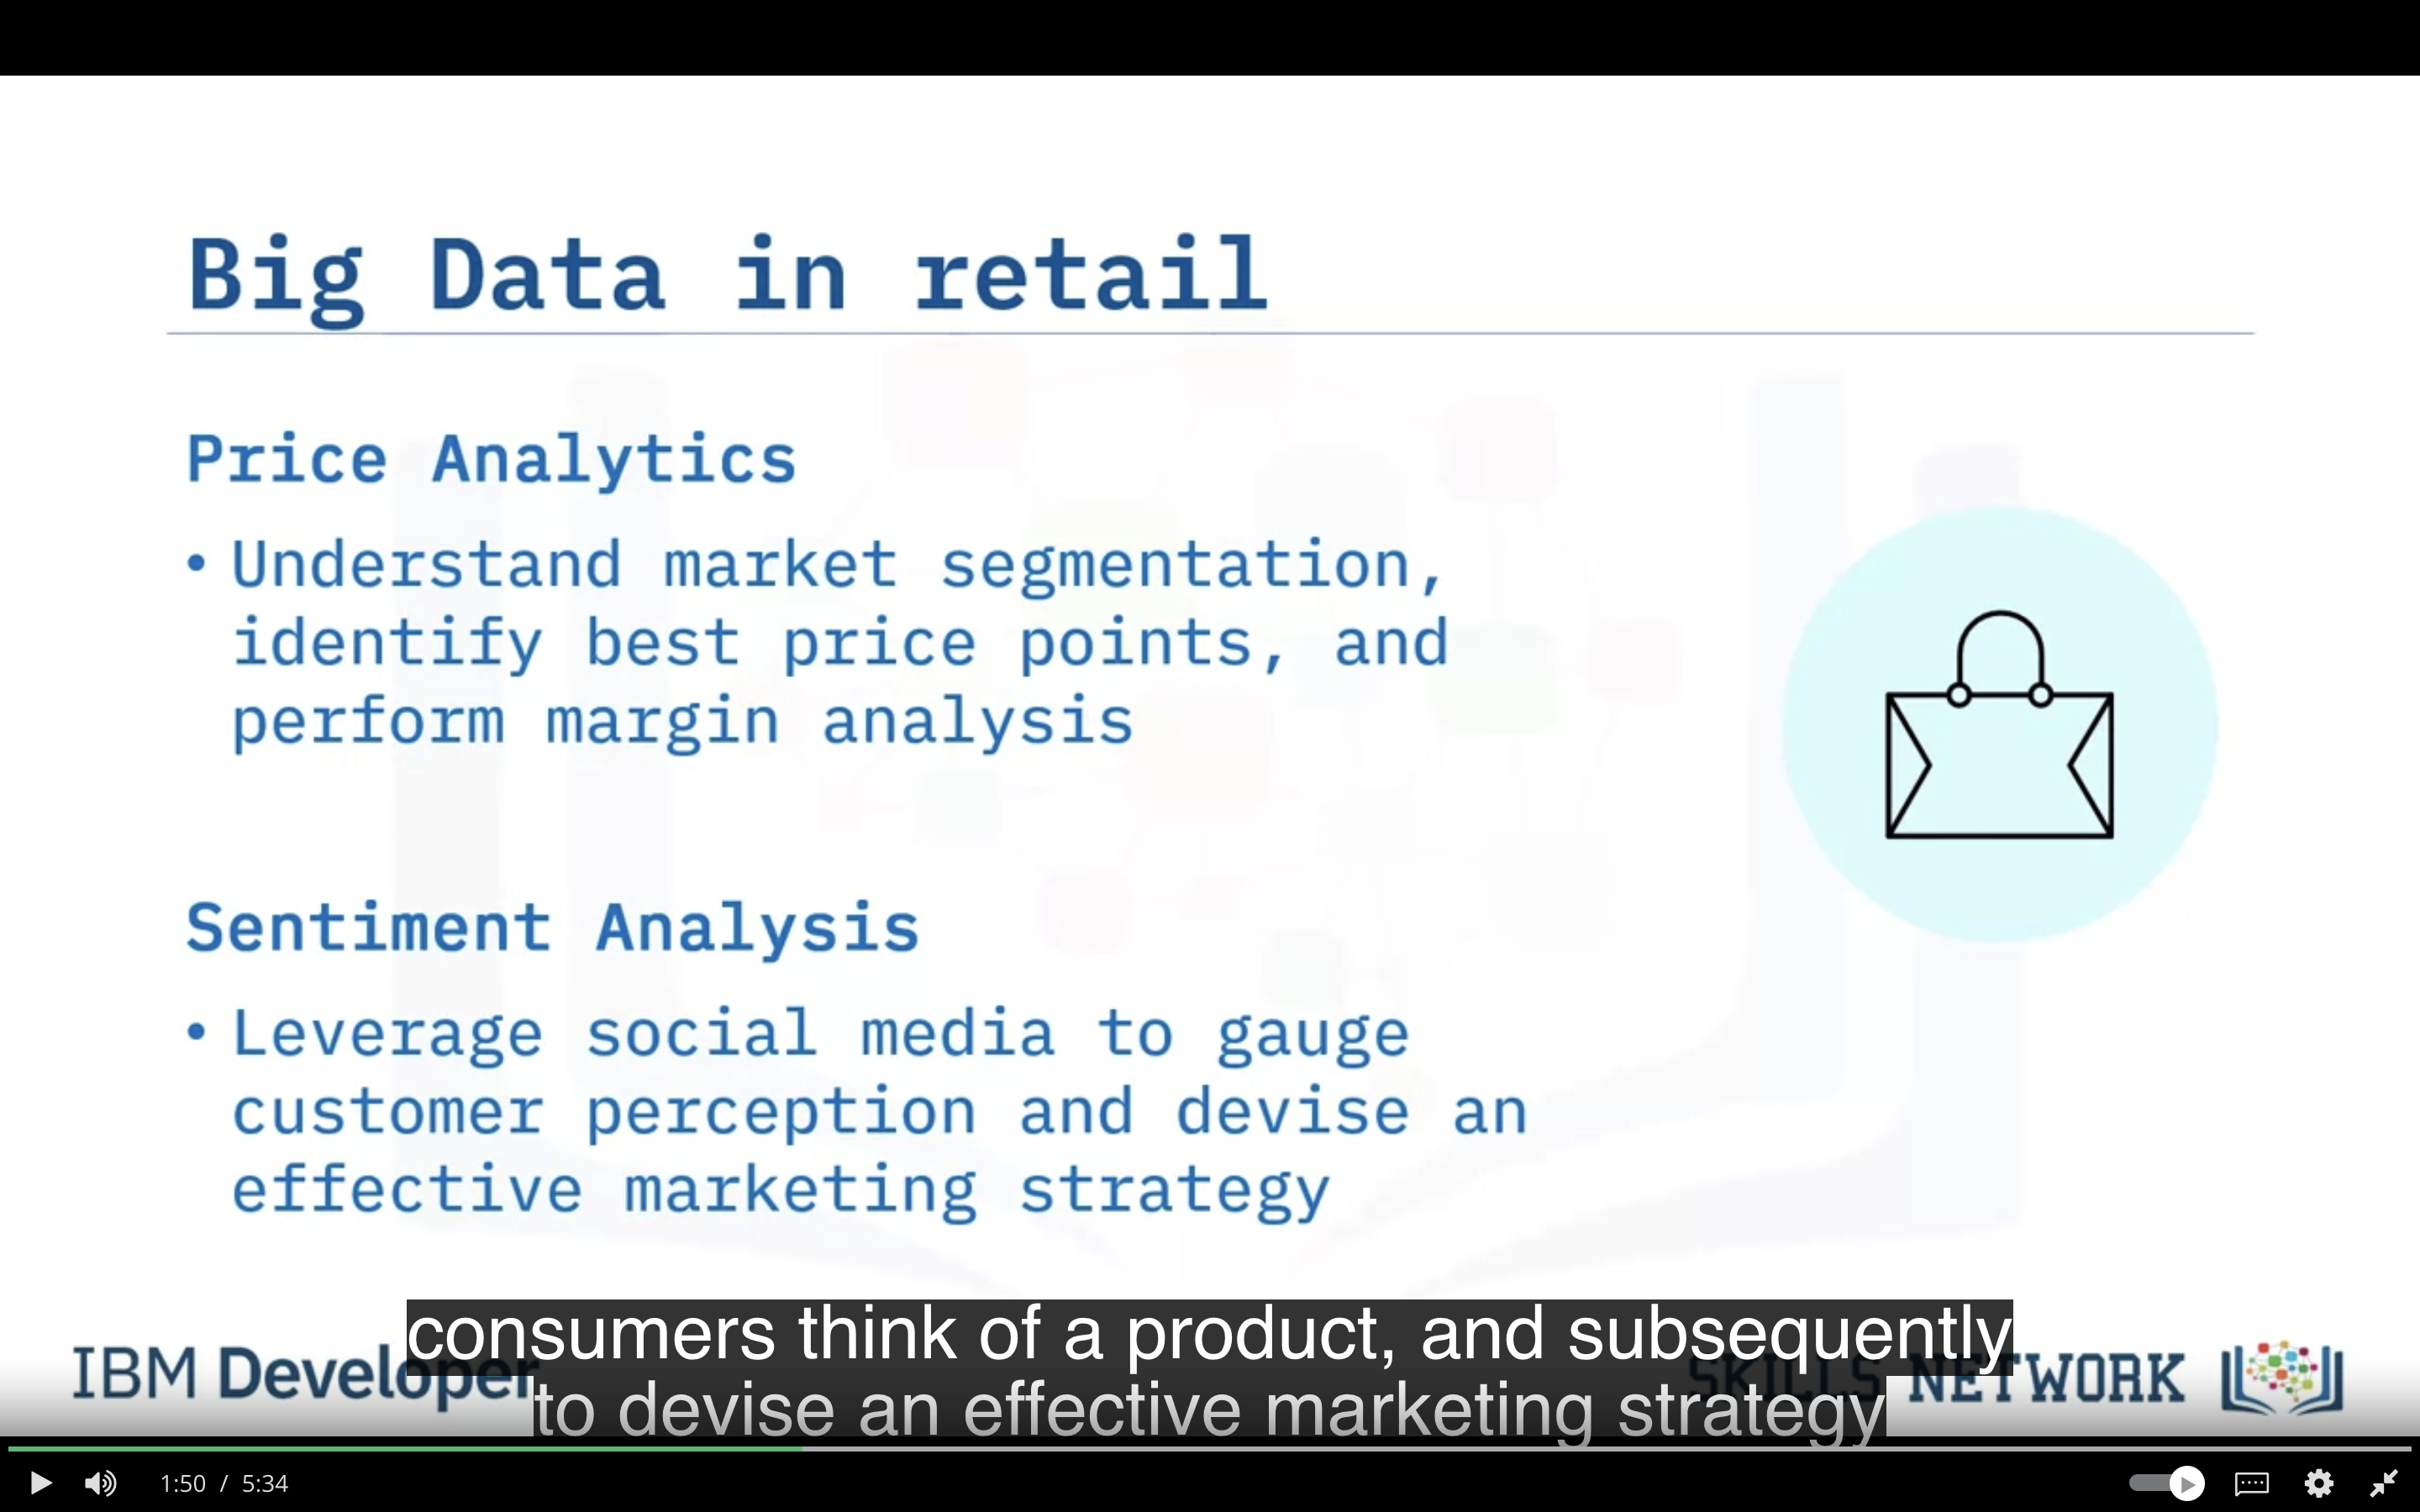 Big Data in retail
Price Analytics
• Understand market segmentation,
identify best price points, and
perform margin analysis
Sentiment Analysis
• Leverage social media to gauge
customer perception and devise an
effective marketing strategy
consumers think of a product, and subsequently
to devise an effective marketing strategy
IBM Developer
SKILLS NETWORK
1:50 / 5:34